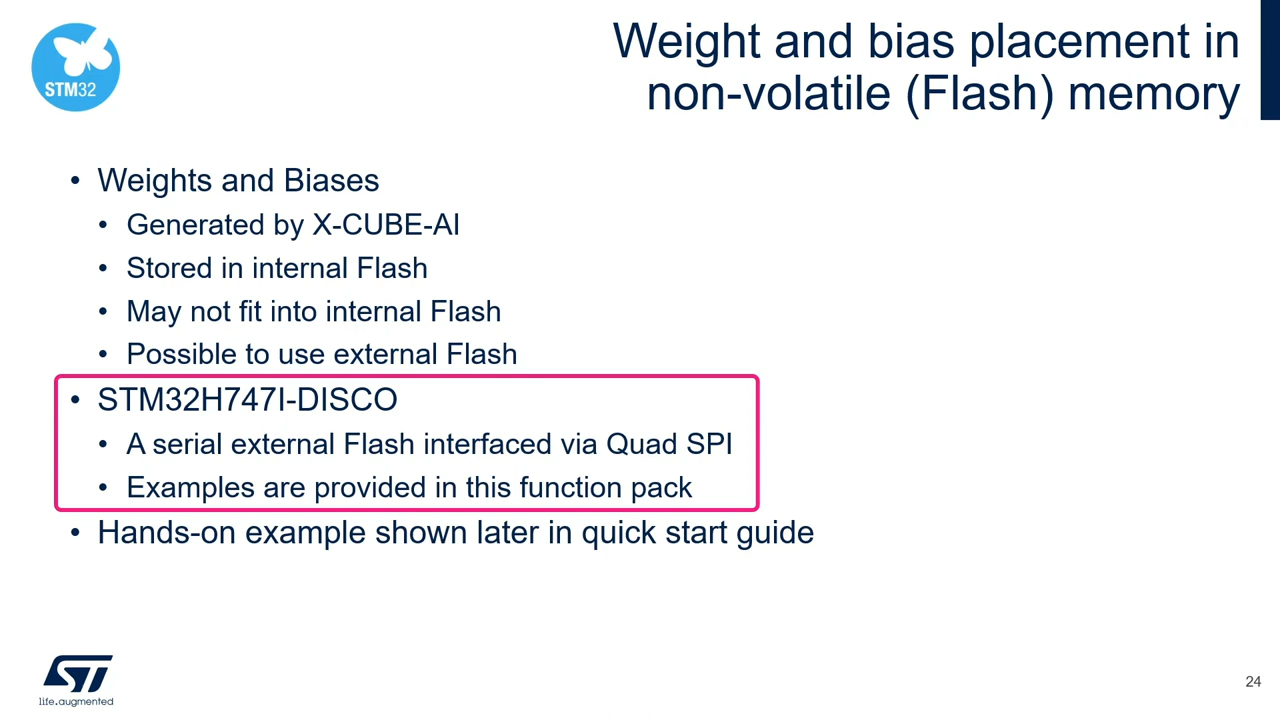 STM32
Weight and bias placement in
non-volatile (Flash) memory
• Weights and Biases
• Generated by X-CUBE-AI
• Stored in internal Flash
• May not fit into internal Flash
• Possible to use external Flash
• STM32H747I-DISCO
• A serial external Flash interfaced via Quad SPI
• Examples are provided in this function pack
• Hands-on example shown later in quick start guide
ST
life.augmented
24